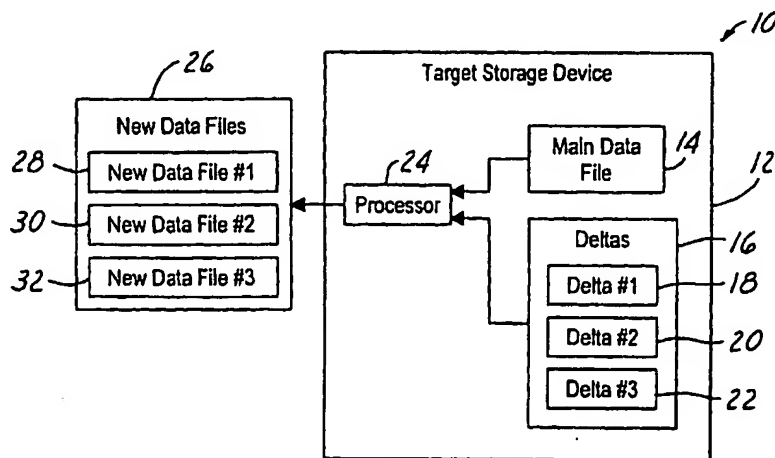 10
26
Target Storage Device
New Data Files
28
New Data File #1
24
Main Data
File
14
12
Processor
30
New Data File #2
Deltas
16
32
New Data File #3
Delta #1
18
Delta #2
20
Delta #3
22